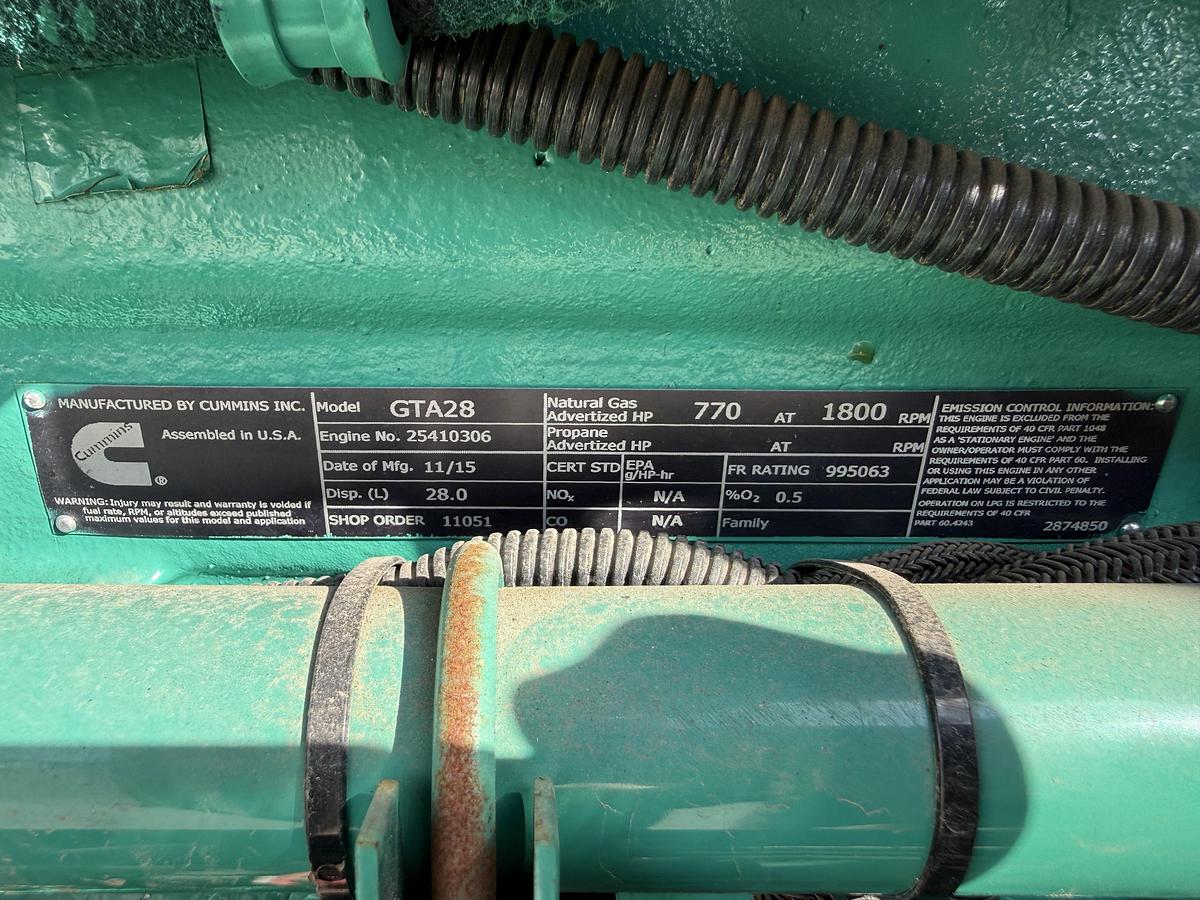 MANUFACTURED BY CUMMINS INC.
Cummins
®
Assembled in U.S.A.
WARNING: Injury may result and warranty is voided if
fuel rate, RPM, or altitudes exceed published
maximum values for this model and application
Model GTA28
Engine No. 25410306
Date of Mfg. 11/15
Disp. (L) 28.0
SHOP ORDER 11051
Natural Gas
Advertized HP 770 AT 1800 RPM
Propane
Advertized HP AT RPM
CERT STD EPA
g/HP-hr
FR RATING 995063
NOx N/A %O2 0.5
CO N/A Family
EMISSION CONTROL INFORMATION:
THIS ENGINE IS EXCLUDED FROM THE
REQUIREMENTS OF 40 CFR PART 1048
AS A 'STATIONARY ENGINE' AND THE
OWNER/OPERATOR MUST COMPLY WITH THE
REQUIREMENTS OF 40 CFR PART 60. INSTALLING
OR USING THIS ENGINE IN ANY OTHER
APPLICATION MAY BE A VIOLATION OF
FEDERAL LAW SUBJECT TO CIVIL PENALTY.
OPERATION ON LPG IS RESTRICTED TO THE
REQUIREMENTS OF 40 CFR
PART 60.4243
2874850